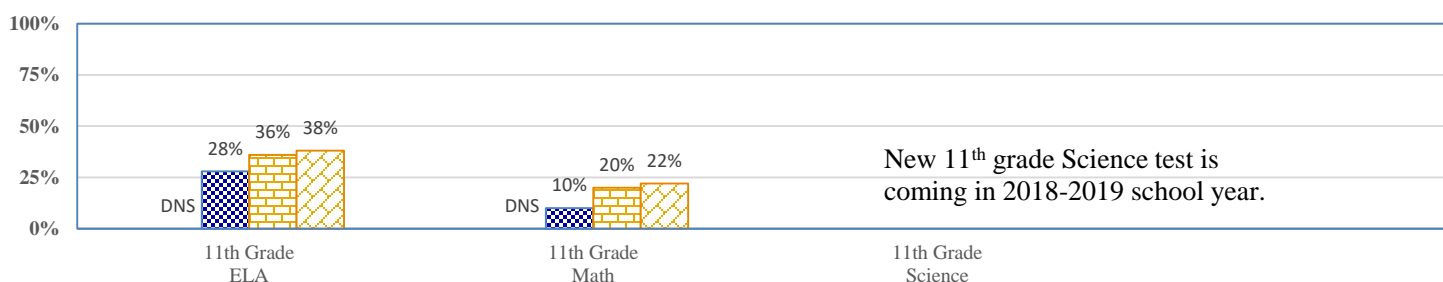 100%
75%
50%
25%
0%
DNS
28%
36%
38%
DNS
10%
20%
22%
New 11th grade Science test is
coming in 2018-2019 school year.
11th Grade
ELA
11th Grade
Math
11th Grade
Science